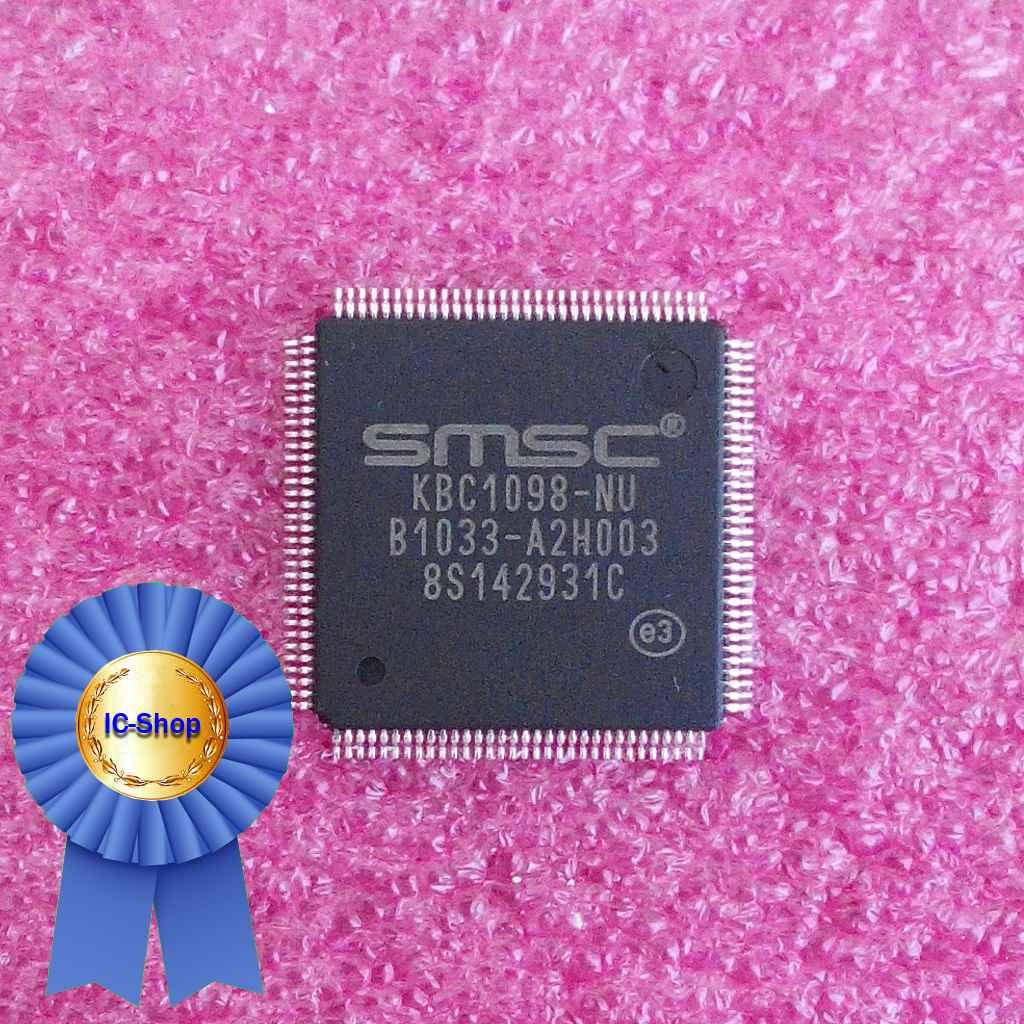 SMSC®
KBC1098-NU
B1033-A2H003
8S142931C
e3
IC-Shop